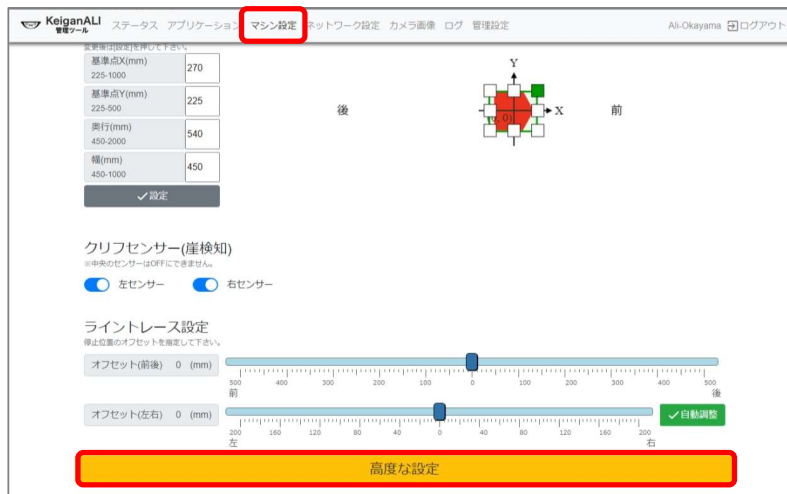 KeiganALI
管理ツール
ステータス アプリケーション マシン設定 ネットワーク設定 カメラ画像 ログ 管理設定 Ali-Okayama ログアウト
変更後は[設定]を押して下さい。
基準点X(mm) 270
225-1000
基準点Y(mm) 225
225-500
奥行(mm) 540
450-2000
幅(mm) 450
450-1000
✓設定
Y
後 (0, 0) X 前
クリフセンサー(崖検知)
※中央のセンサーはOFFにできません。
左センサー 右センサー
ライントレース設定
停止位置のオフセットを指定して下さい。
オフセット(前後) 0 (mm)
500 400 300 200 100 0 100 200 300 400 500
前 後
オフセット(左右) 0 (mm) ✓自動調整
200 160 120 80 40 0 40 80 120 160 200
左 右
高度な設定